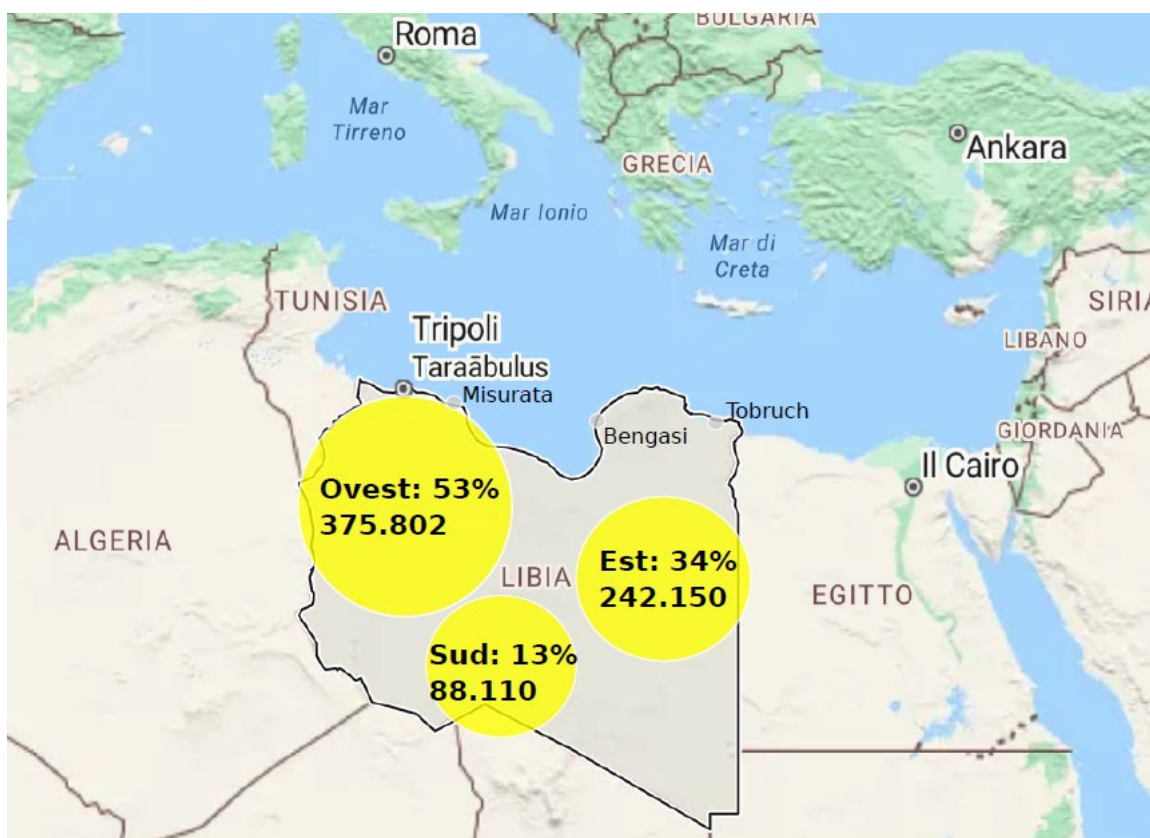 BULGARIA
Roma
Mar
Tirreno
Ankara
GRECIA
Mar Ionio
Mar di
Creta
TUNISIA
SIRIA
Tripoli
Taraābulus
LIBANO
Misurata
Tobruch
Bengasi
GIORDANIA
Il Cairo
Ovest: 53%
375.802
ALGERIA
LIBIA
Est: 34%
242.150
EGITTO
Sud: 13%
88.110